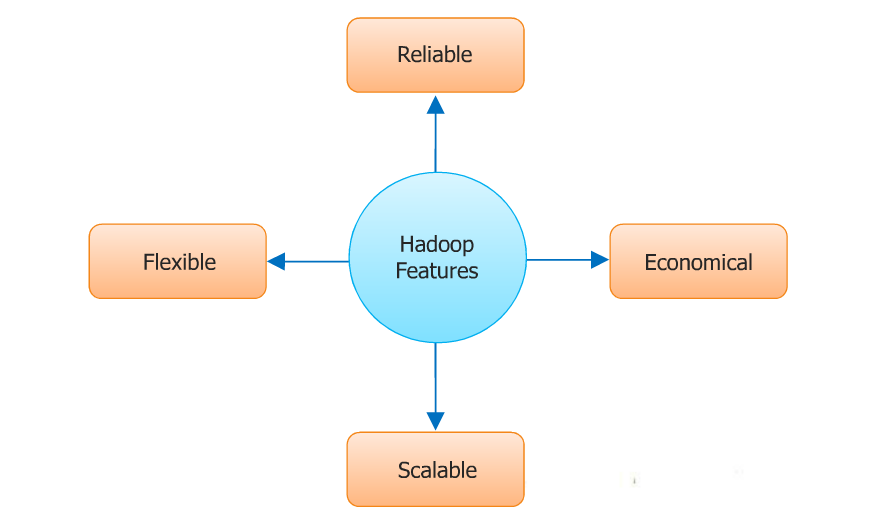 Reliable
Hadoop
Features
Flexible
Economical
Scalable